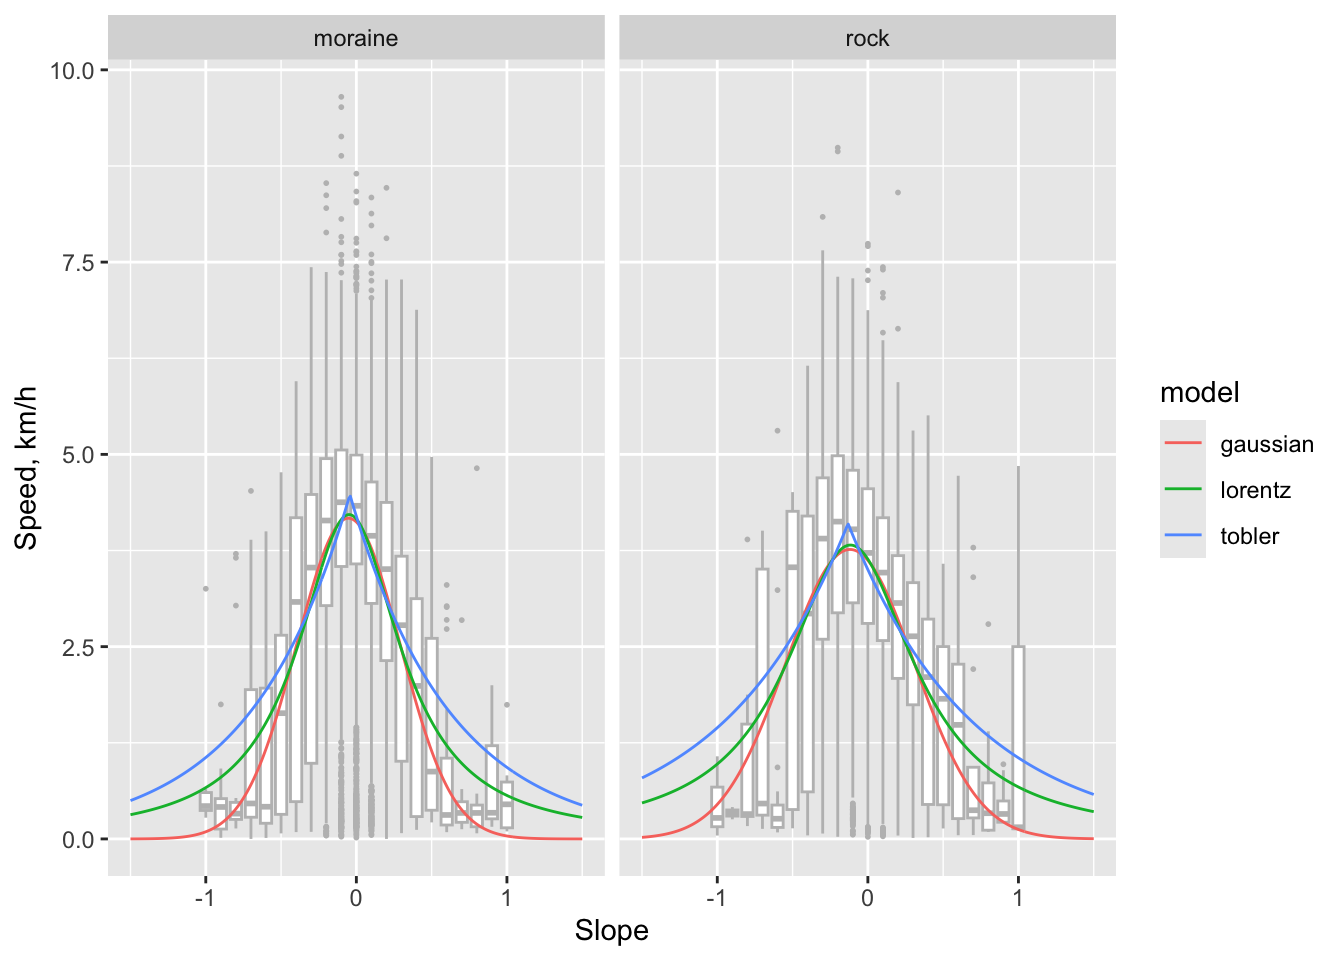 moraine
rock
10.0
7.5
5.0
2.5
0.0
Speed, km/h
-1
0
1
-1
0
1
Slope
model
gaussian
lorentz
tobler